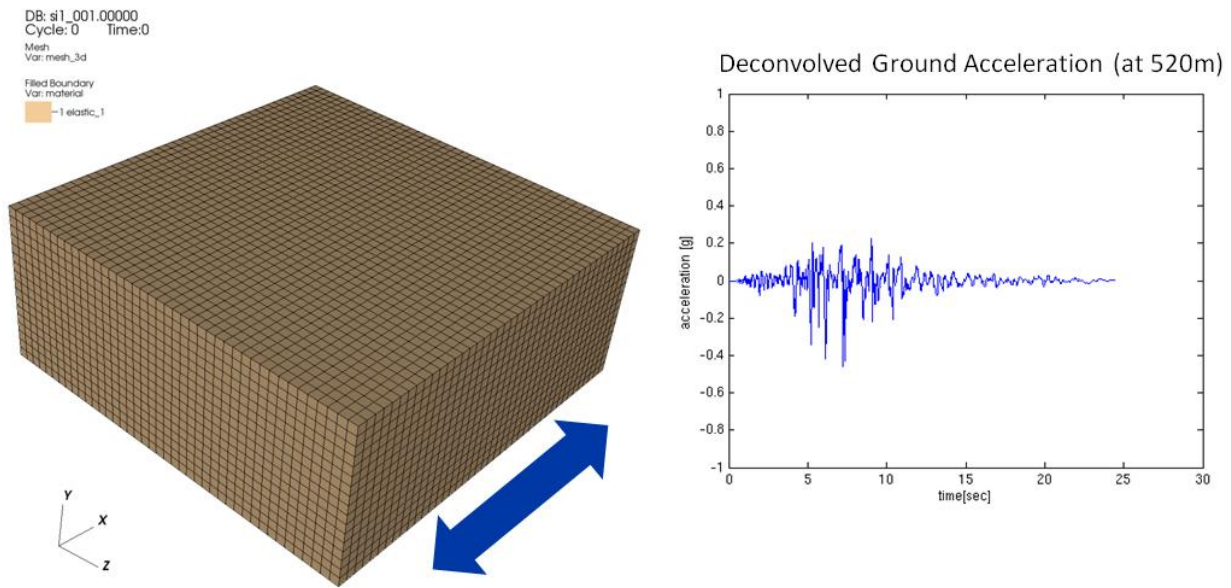 DB: si1_001.00000
Cycle: 0 Time:0
Mesh
Var: mesh_3d
Filled Boundary
Var: material
1 elastic_1
Y
X
Z
Deconvolved Ground Acceleration (at 520m)
1
0.8
0.6
0.4
0.2
0
-0.2
-0.4
-0.6
-0.8
-1
acceleration [g]
0 5 10 15 20 25 30
time[sec]